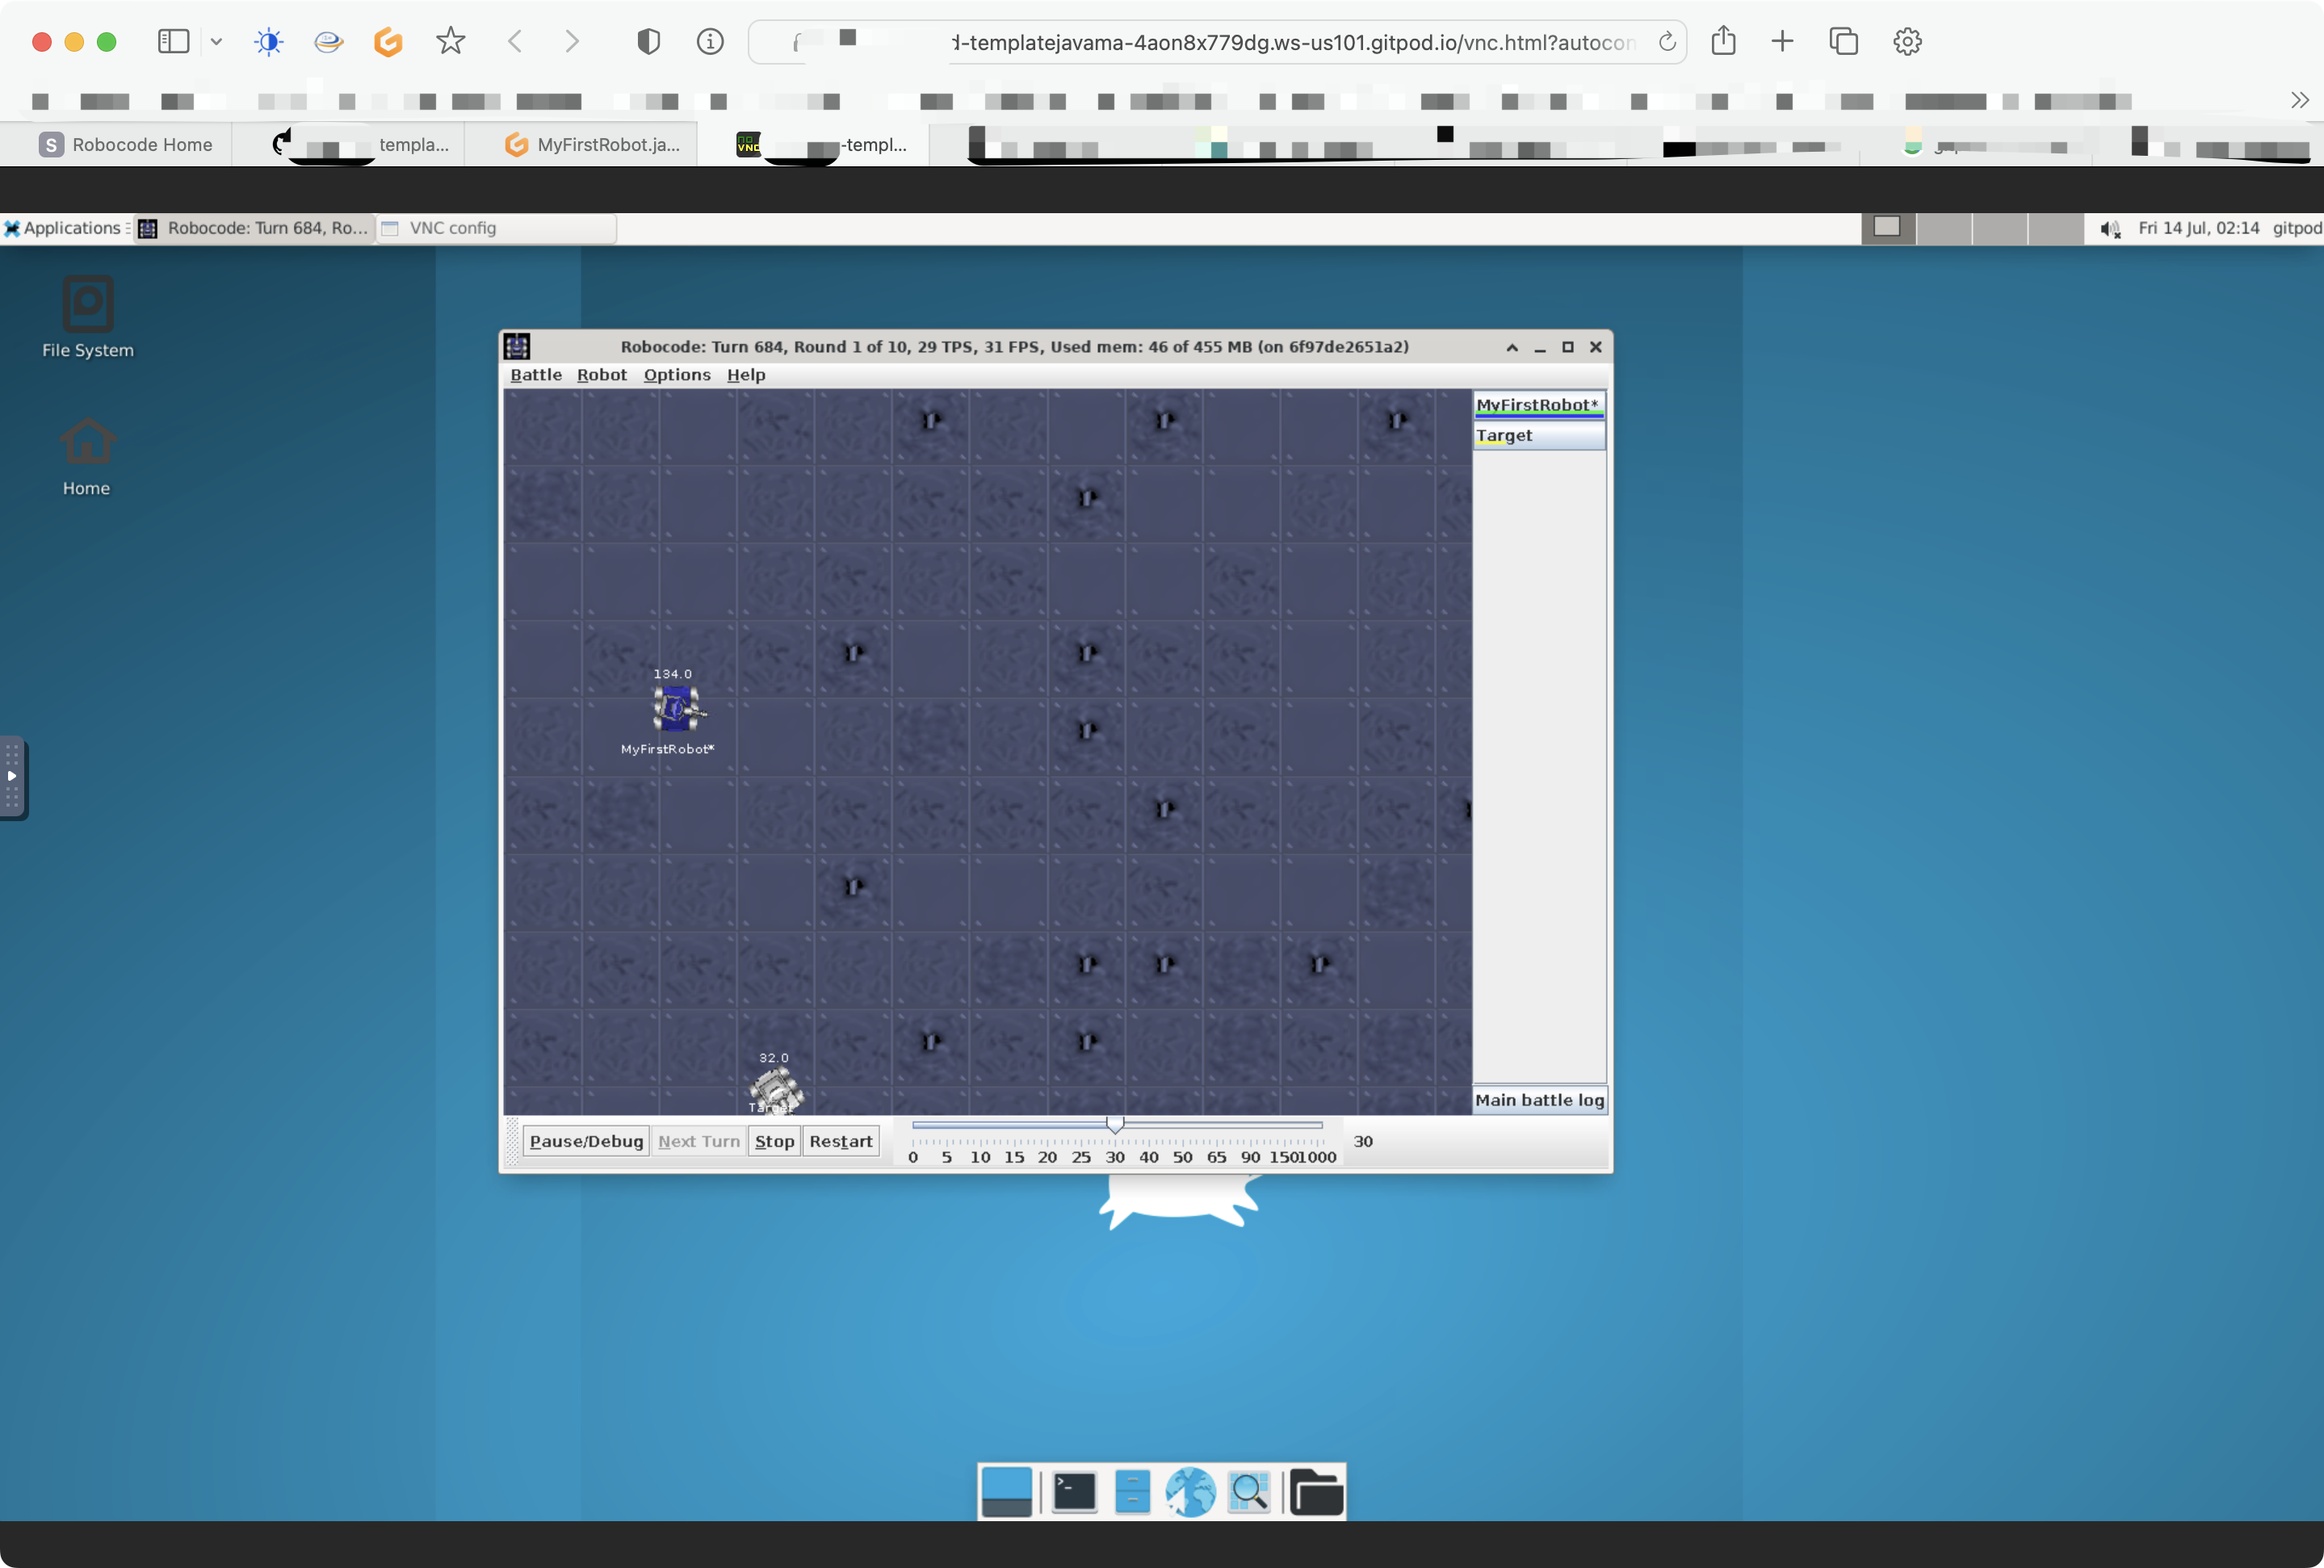 d-templatejavama-4aon8x779dg.ws-us101.gitpod.io/vnc.html?autocon
S Robocode Home
templa...
MyFirstRobot.ja...
-templ...
Applications
Robocode: Turn 684, Ro...
VNC config
Fri 14 Jul, 02:14 gitpod
File System
Home
Robocode: Turn 684, Round 1 of 10, 29 TPS, 31 FPS, Used mem: 46 of 455 MB (on 6f97de2651a2)
Battle Robot Options Help
MyFirstRobot*
Target
134.0
MyFirstRobot*
32.0
Target
Main battle log
Pause/Debug Next Turn Stop Restart
30
0 5 10 15 20 25 30 40 50 65 90 150 1000